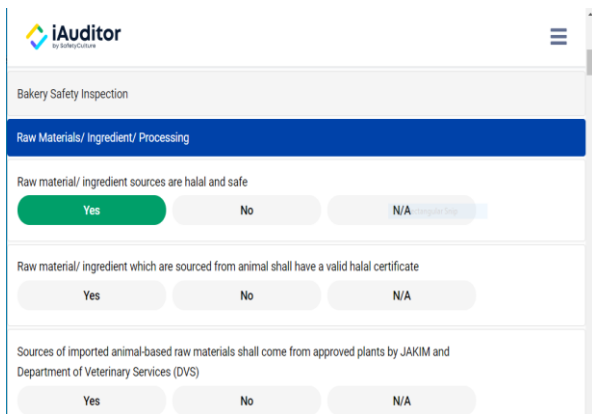 iAuditor
by SafetyCulture
Bakery Safety Inspection
Raw Materials/ Ingredient/ Processing
Raw material/ ingredient sources are halal and safe
Yes No N/A
Raw material/ ingredient which are sourced from animal shall have a valid halal certificate
Yes No N/A
Sources of imported animal-based raw materials shall come from approved plants by JAKIM and
Department of Veterinary Services (DVS)
Yes No N/A